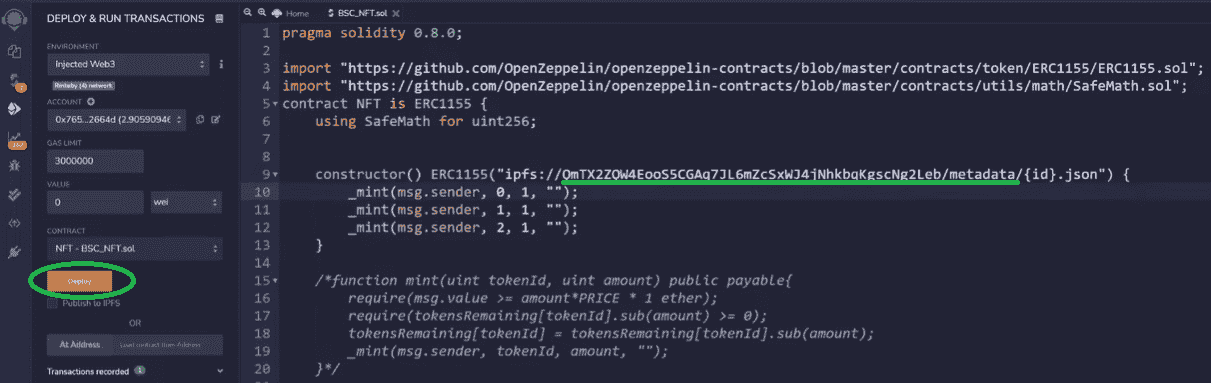 DEPLOY & RUN TRANSACTIONS
ENVIRONMENT
Injected Web3
Rinkeby (4) network
ACCOUNT
0x765...2664d (2.90590946
GAS LIMIT
3000000
VALUE
0 wei
CONTRACT
NFT - BSC_NFT.sol
Deploy
Publish to IPFS
OR
At Address Load contract from Address
Transactions recorded 1
Home BSC_NFT.sol
1 pragma solidity 0.8.0;
2
3 import "https://github.com/OpenZeppelin/openzeppelin-contracts/blob/master/contracts/token/ERC1155/ERC1155.sol";
4 import "https://github.com/OpenZeppelin/openzeppelin-contracts/blob/master/contracts/utils/math/SafeMath.sol";
5 contract NFT is ERC1155 {
6 using SafeMath for uint256;
7
8
9 constructor() ERC1155("ipfs://QmTX2ZQW4EooS5CGAq7JL6mZcSxWJ4jNhkbqKgscNg2Leb/metadata/{id}.json") {
10 _mint(msg.sender, 0, 1, "");
11 _mint(msg.sender, 1, 1, "");
12 _mint(msg.sender, 2, 1, "");
13 }
14
15 /*function mint(uint tokenId, uint amount) public payable{
16 require(msg.value >= amount*PRICE * 1 ether);
17 require(tokensRemaining[tokenId].sub(amount) >= 0);
18 tokensRemaining[tokenId] = tokensRemaining[tokenId].sub(amount);
19 _mint(msg.sender, tokenId, amount, "");
20 }*/